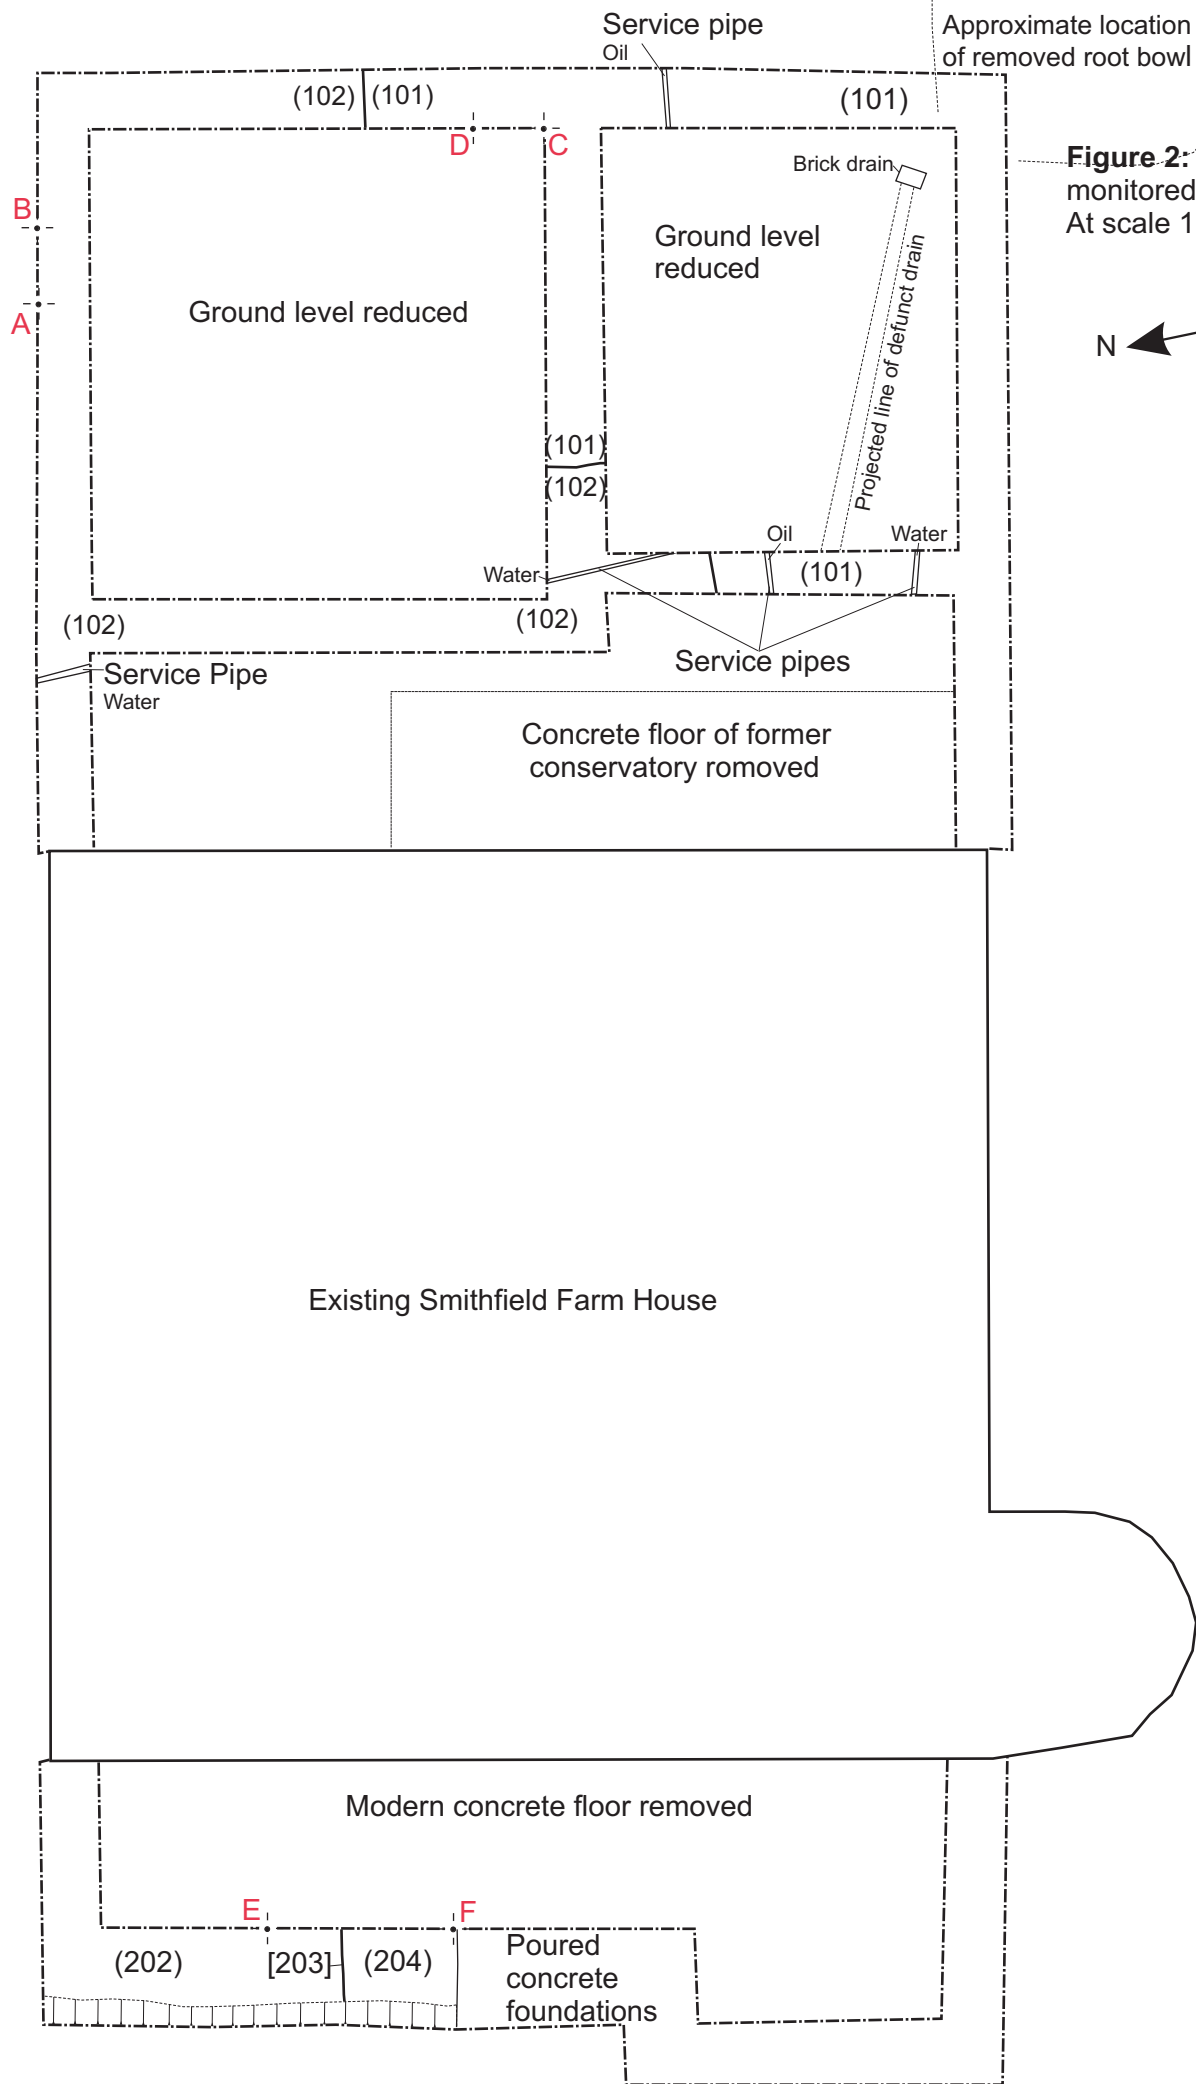 Service pipe
Oil
Approximate location
of removed root bowl
(102)
(101)
(101)
D
C
Figure 2:
monitored
At scale 1
Brick drain
B
Ground level
reduced
A
Ground level reduced
N
Projected line of defunct drain
(101)
(102)
Oil
Water
Water
(101)
(102)
(102)
Service pipes
Service Pipe
Water
Concrete floor of former
conservatory romoved
Existing Smithfield Farm House
Modern concrete floor removed
E
F
(202)
[203]
(204)
Poured
concrete
foundations